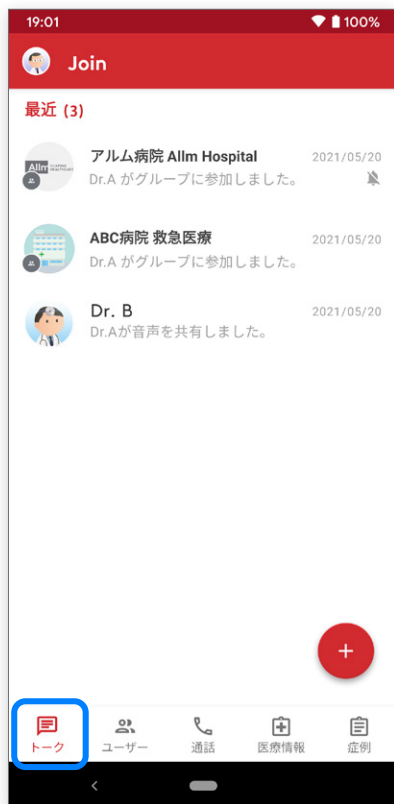 19:01 100%
Join
最近 (3)
アルム病院 Allm Hospital 2021/05/20
Dr.A がグループに参加しました。
Allm
ABC病院 救急医療 2021/05/20
Dr.A がグループに参加しました。
Dr. B 2021/05/20
Dr.Aが音声を共有しました。
トーク ユーザー 通話 医療情報 症例